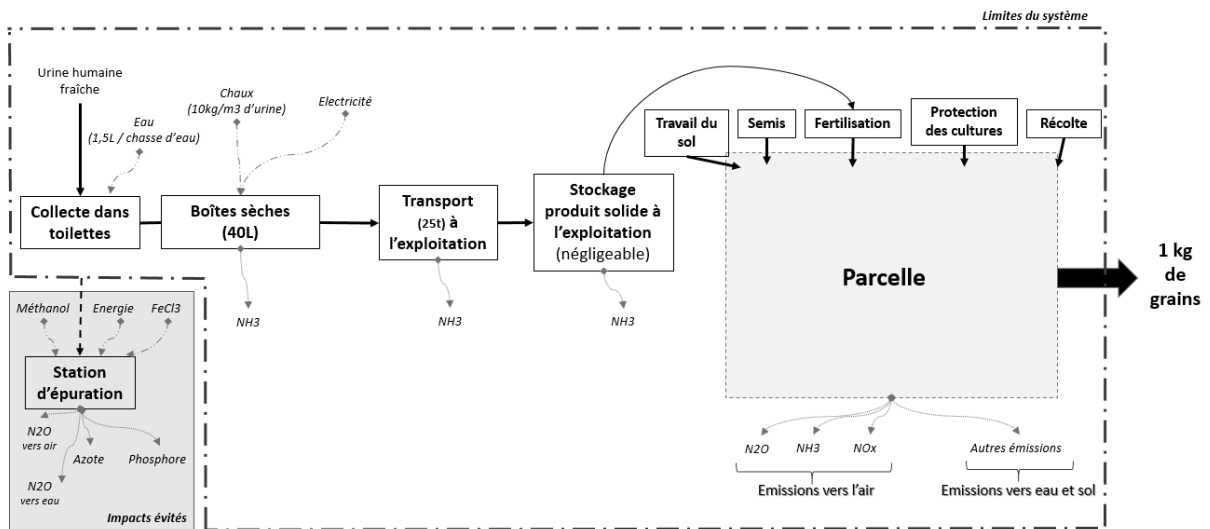 Limites du système
Urine humaine
fraîche
Eau
(1,5L / chasse d'eau)
Chaux
(10kg/m3 d'urine)
Electricité
Collecte dans
toilettes
Boîtes sèches
(40L)
Transport
(25t) à
l'exploitation
Stockage
produit solide à
l'exploitation
(négligeable)
Travail du
sol
Semis
Fertilisation
Protection
des cultures
Récolte
Parcelle
1 kg
de
grains
NH3
NH3
NH3
Méthanol
Energie
FeCl3
Station
d'épuration
N2O
vers air
Azote
Phosphore
N2O
vers eau
Impacts évités
N2O
NH3
NOx
Autres émissions
Emissions vers l'air
Emissions vers eau et sol